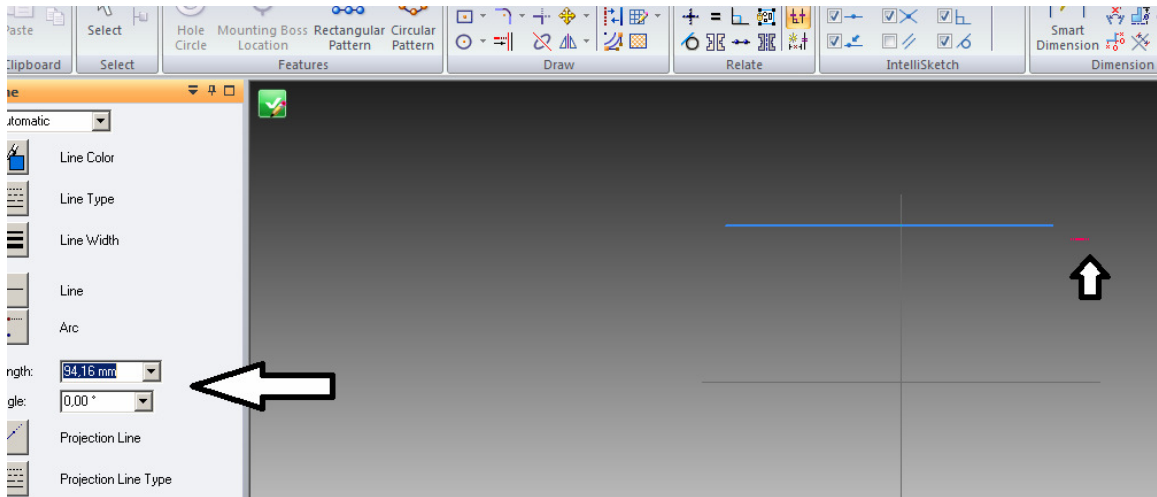 Paste
Select
Hole Circle
Mounting Boss Location
Rectangular Pattern
Circular Pattern
Smart Dimension
Clipboard
Select
Features
Draw
Relate
IntelliSketch
Dimension
ne
utomatic
Line Color
Line Type
Line Width
Line
Arc
ngth:
94,16 mm
gle:
0,00 °
Projection Line
Projection Line Type